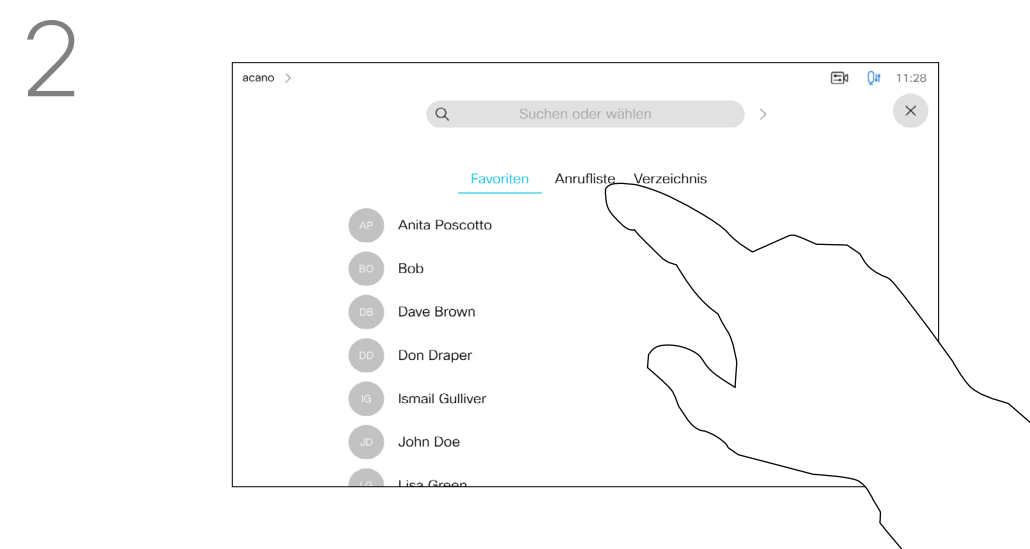 2
acano >
11:28
Suchen oder wählen >
Favoriten Anrufliste Verzeichnis
AP Anita Poscotto
BO Bob
DB Dave Brown
DD Don Draper
IG Ismail Gulliver
JD John Doe
LG Lisa Green